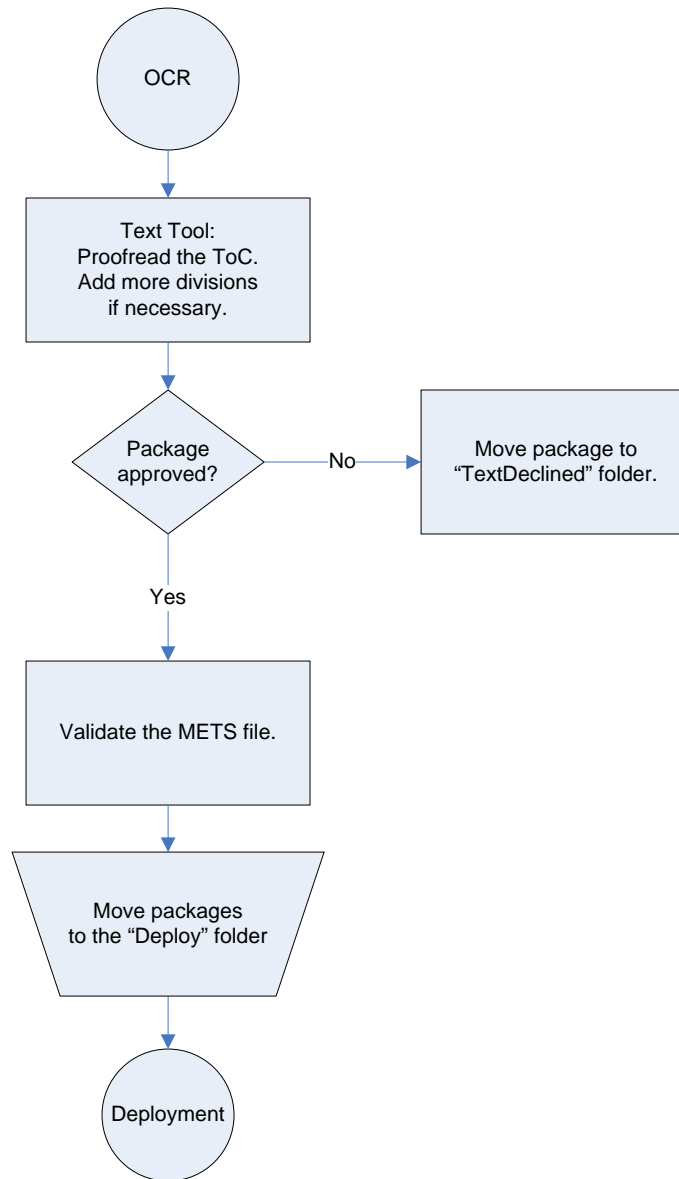 OCR
Text Tool:
Proofread the ToC.
Add more divisions
if necessary.
Package
approved?
No
Move package to
“TextDeclined” folder.
Yes
Validate the METS file.
Move packages
to the “Deploy” folder
Deployment